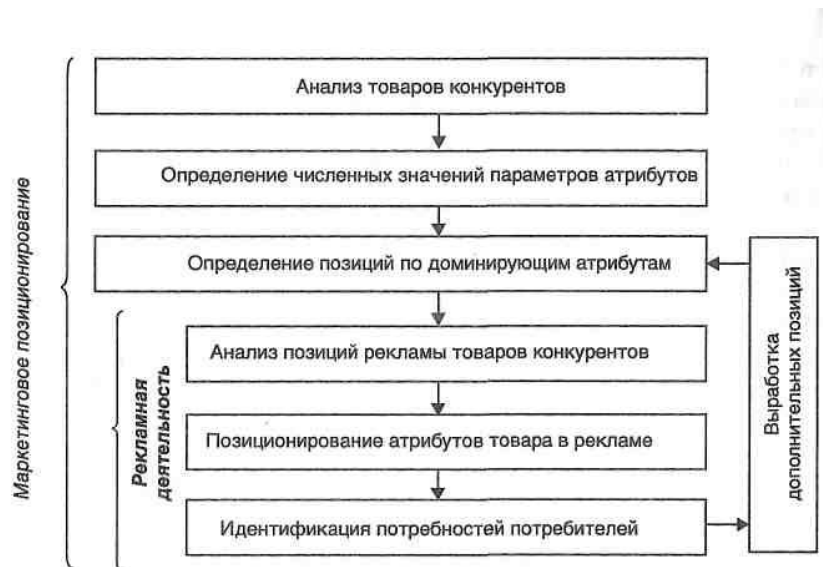 Маркетинговое позиционирование
Анализ товаров конкурентов
Определение численных значений параметров атрибутов
Определение позиций по доминирующим атрибутам
Рекламная
деятельность
Анализ позиций рекламы товаров конкурентов
Позиционирование атрибутов товара в рекламе
Идентификация потребностей потребителей
Выработка
дополнительных позиций